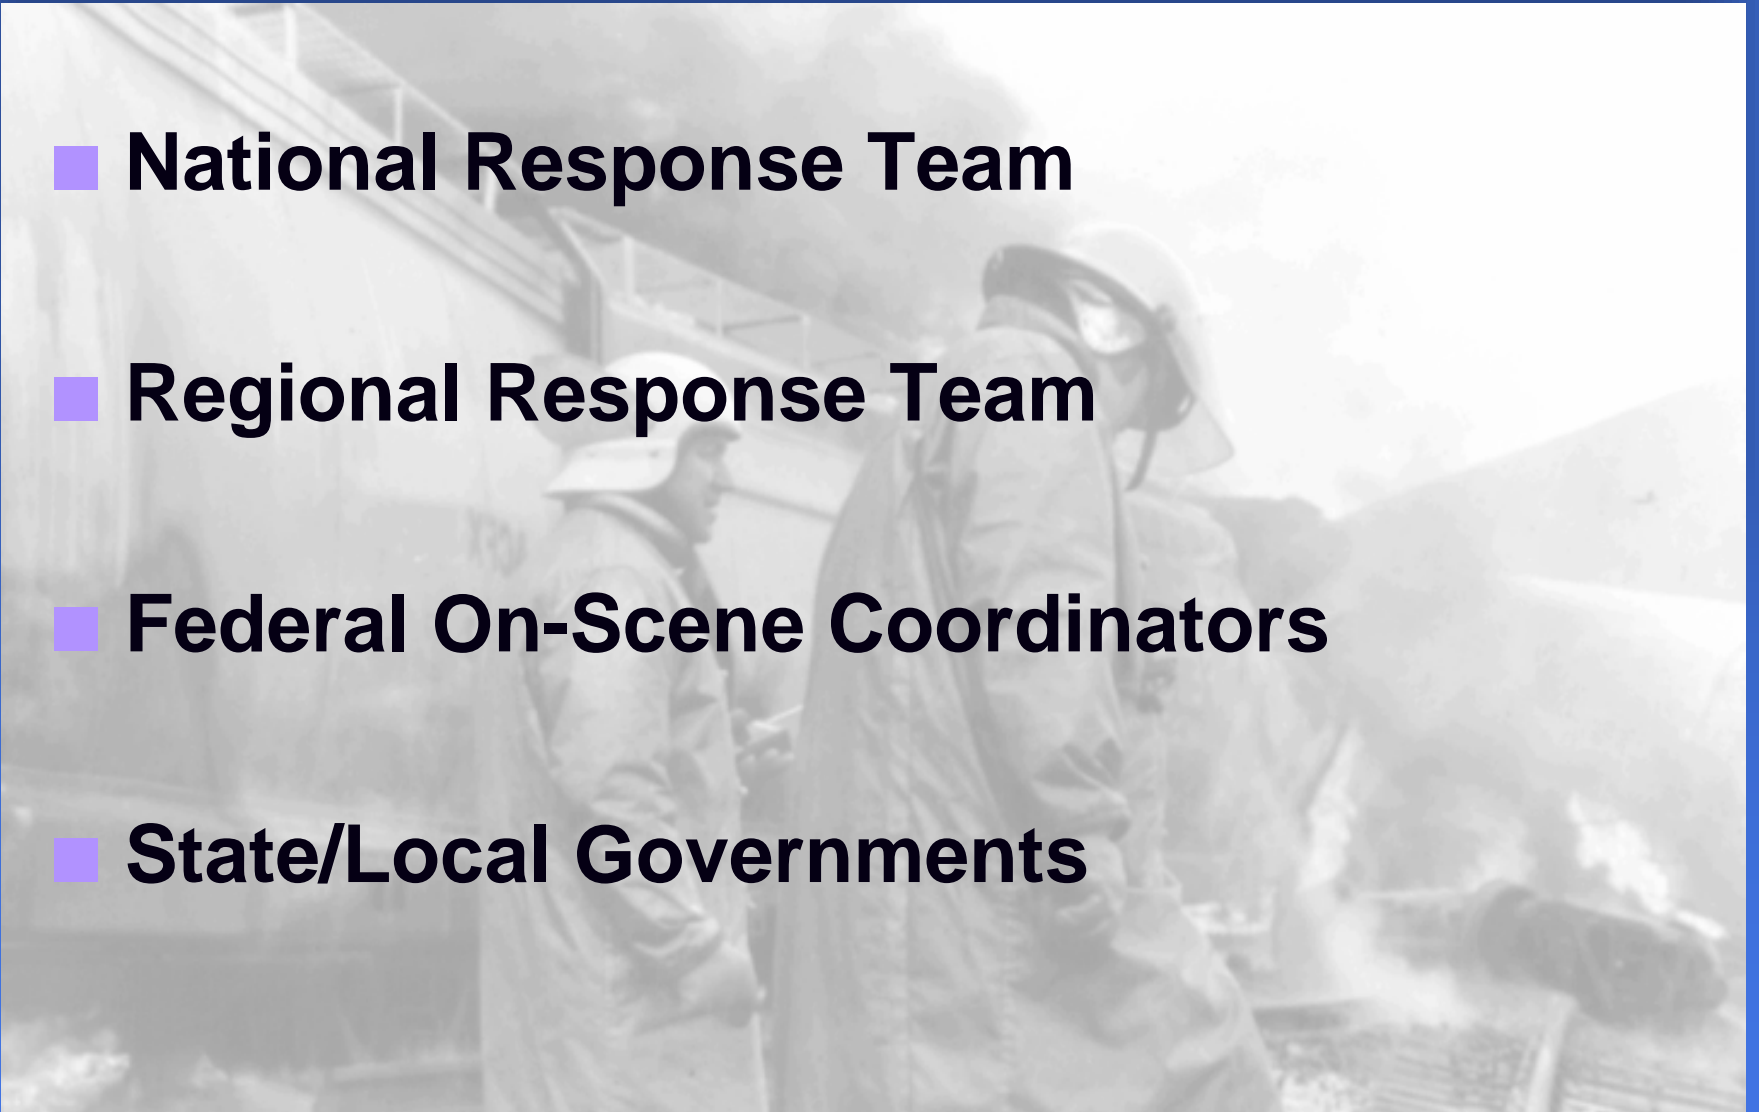 National Response Team
Regional Response Team
Federal On-Scene Coordinators
State/Local Governments